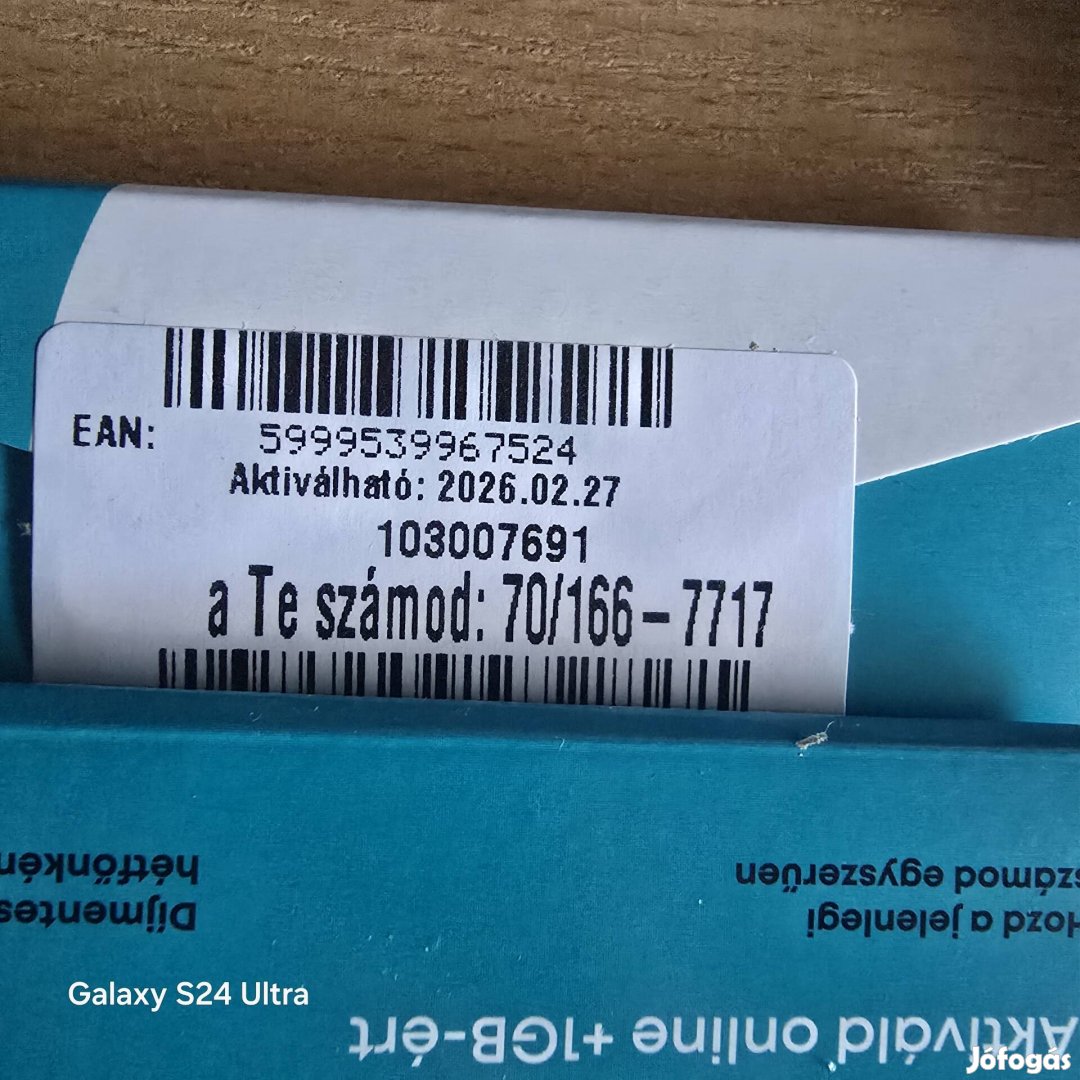 EAN:
5999539967524
Aktiválható: 2026.02.27
103007691
a Te számod: 70/166-7717
Díjmentes
hétfőnkén
Hozd a jelenlegi
számod egyszerűen
Aktiváld online +1GB-ért
Galaxy S24 Ultra
Jófogás